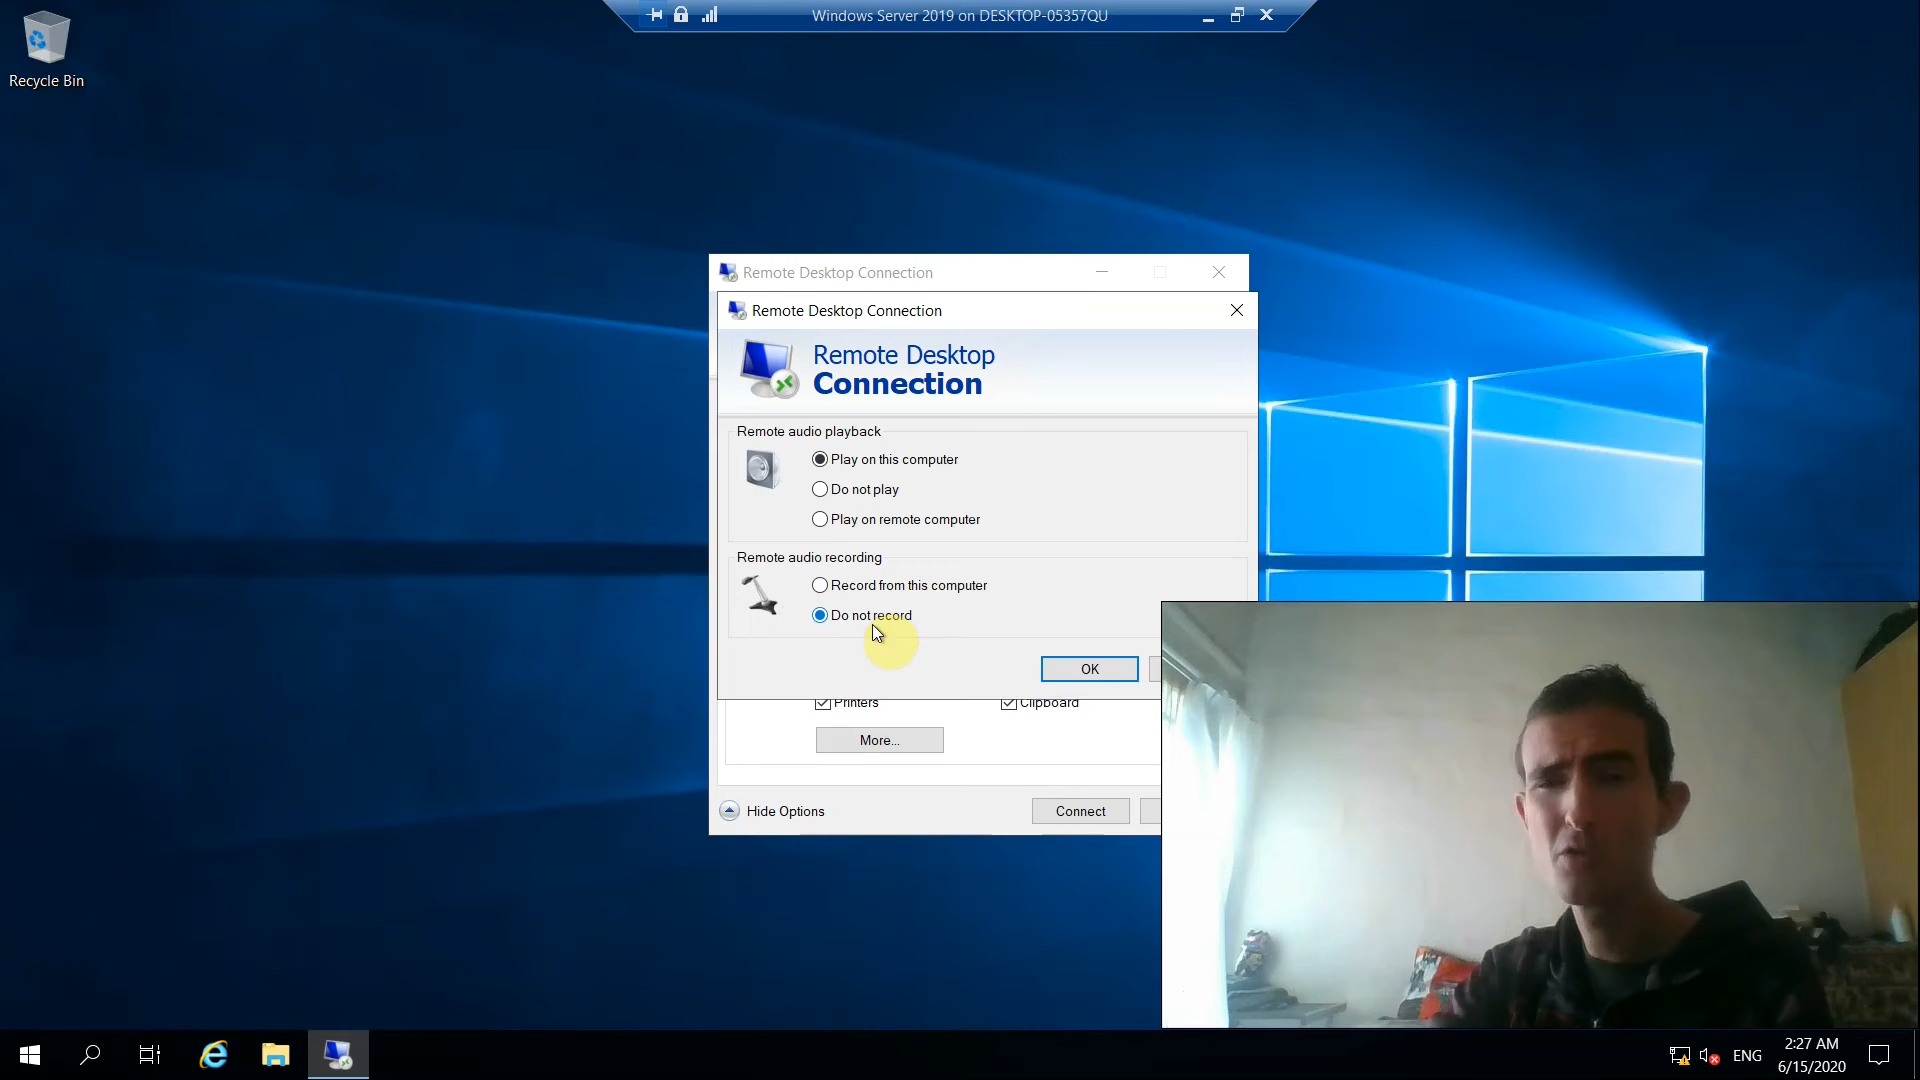 Windows Server 2019 on DESKTOP-05357QU
Recycle Bin
Remote Desktop Connection
Remote Desktop Connection
Remote Desktop
Connection
Remote audio playback
Play on this computer
Do not play
Play on remote computer
Remote audio recording
Record from this computer
Do not record
OK
Printers
Clipboard
More...
Hide Options
Connect
ENG
2:27 AM
6/15/2020